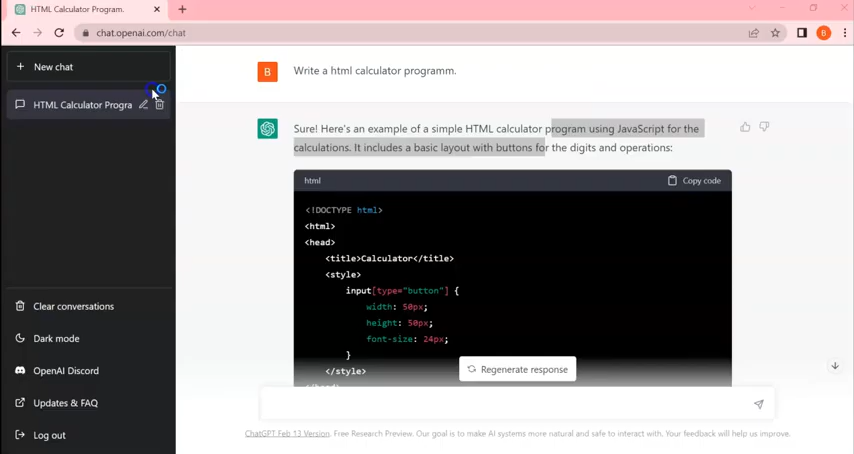 HTML Calculator Program.
chat.openai.com/chat
B
New chat
HTML Calculator Progra
Clear conversations
Dark mode
OpenAI Discord
Updates & FAQ
Log out
B
Write a html calculator programm.
Sure! Here's an example of a simple HTML calculator program using JavaScript for the
calculations. It includes a basic layout with buttons for the digits and operations:
html
Copy code
<!DOCTYPE html>
<html>
<head>
<title>Calculator</title>
<style>
input[type="button"] {
width: 50px;
height: 50px;
font-size: 24px;
}
</style>
</head>
Regenerate response
ChatGPT Feb 13 Version. Free Research Preview. Our goal is to make AI systems more natural and safe to interact with. Your feedback will help us improve.